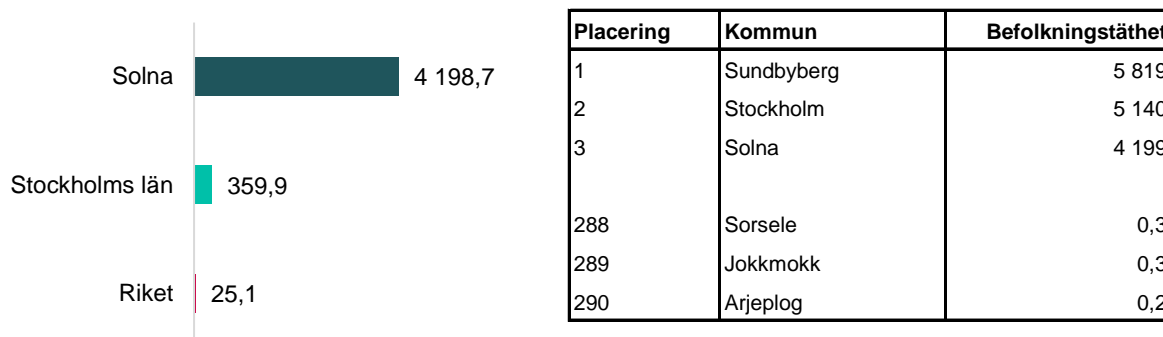 Solna 4 198,7
Stockholms län 359,9
Riket 25,1
Placering Kommun Befolkningstäthet
1 Sundbyberg 5 819
2 Stockholm 5 140
3 Solna 4 199
288 Sorsele 0,3
289 Jokkmokk 0,3
290 Arjeplog 0,2